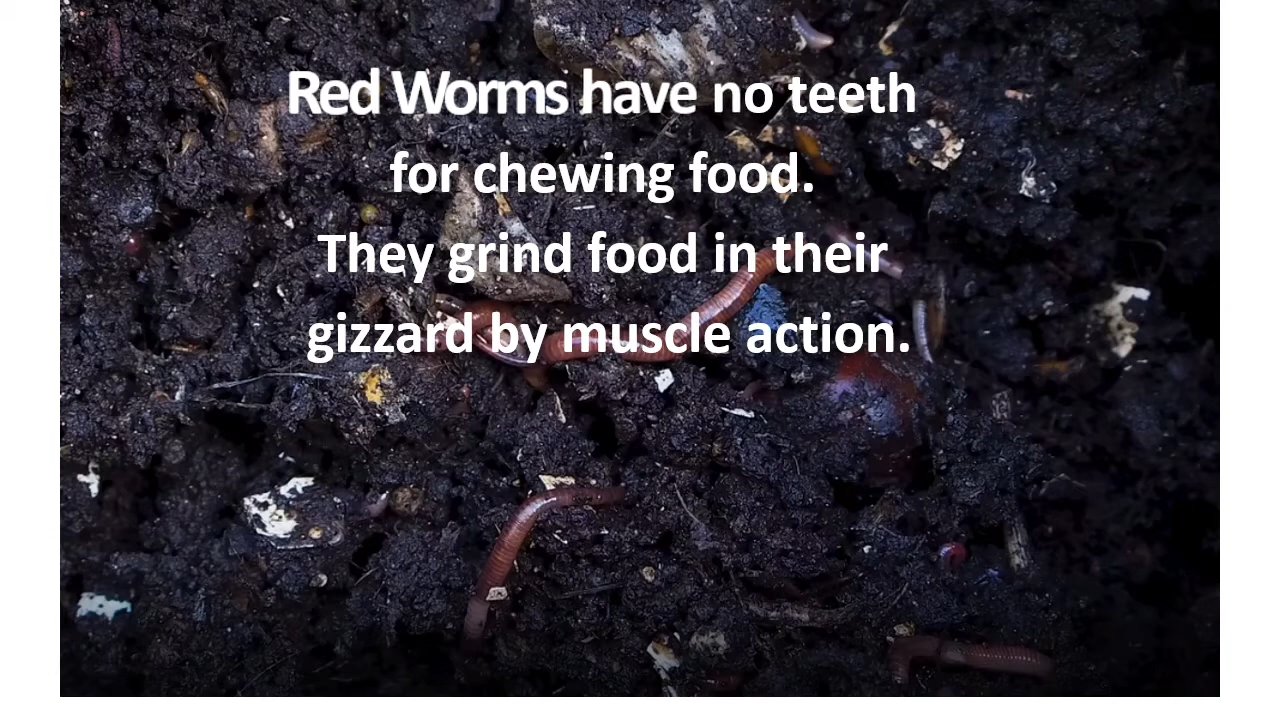 Red Worms have no teeth
for chewing food.
They grind food in their
gizzard by muscle action.